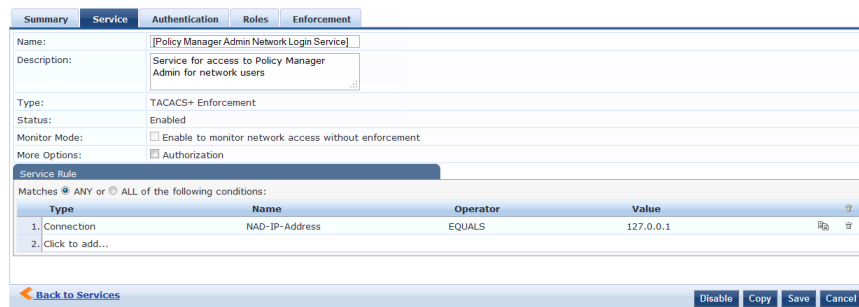 Summary Service Authentication Roles Enforcement
Name: [Policy Manager Admin Network Login Service]
Description: Service for access to Policy Manager
Admin for network users
Type: TACACS+ Enforcement
Status: Enabled
Monitor Mode: Enable to monitor network access without enforcement
More Options: Authorization
Service Rule
Matches ANY or ALL of the following conditions:
Type Name Operator Value
1. Connection NAD-IP-Address EQUALS 127.0.0.1
2. Click to add...
Back to Services Disable Copy Save Cancel